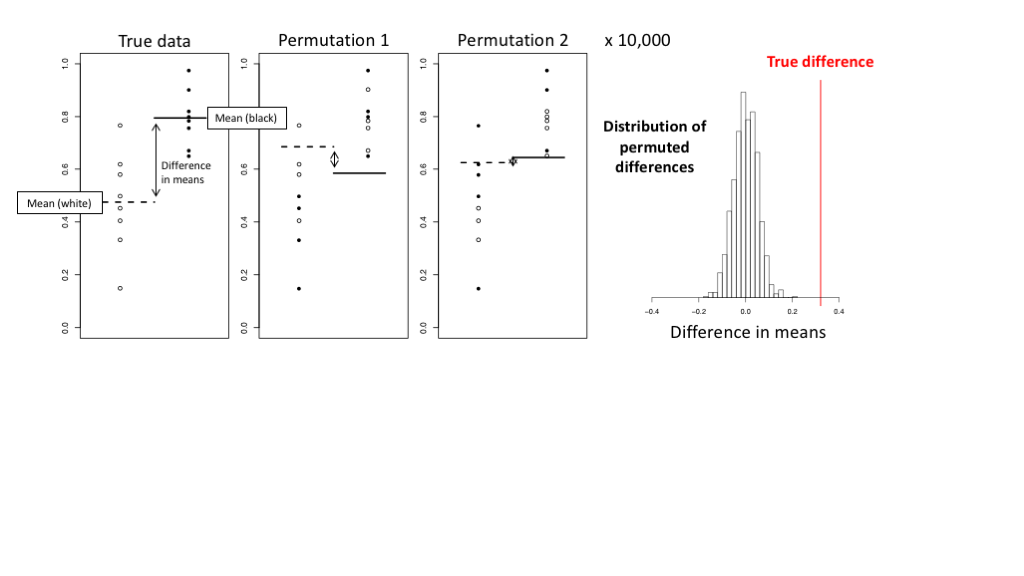 True data
Permutation 1
Permutation 2
x 10,000
True difference
1.0
0.8
0.6
0.4
0.2
0.0
Mean (black)
Difference
in means
Mean (white)
1.0
0.8
0.6
0.4
0.2
0.0
1.0
0.8
0.6
0.4
0.2
0.0
Distribution of
permuted
differences
−0.4
−0.2
0.0
0.2
0.4
Difference in means